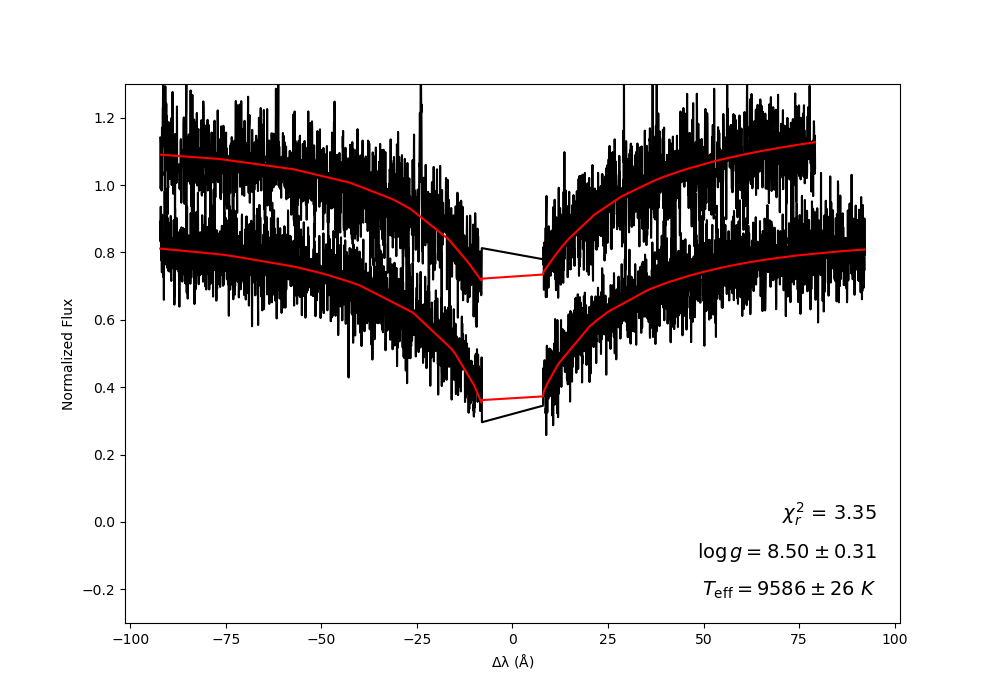 1.2
1.0
0.8
0.6
0.4
0.2
0.0
−0.2
Normalized Flux
χ²ᵣ = 3.35
log g = 8.50 ± 0.31
T_eff = 9586 ± 26 K
−100 −75 −50 −25 0 25 50 75 100
Δλ (Å)